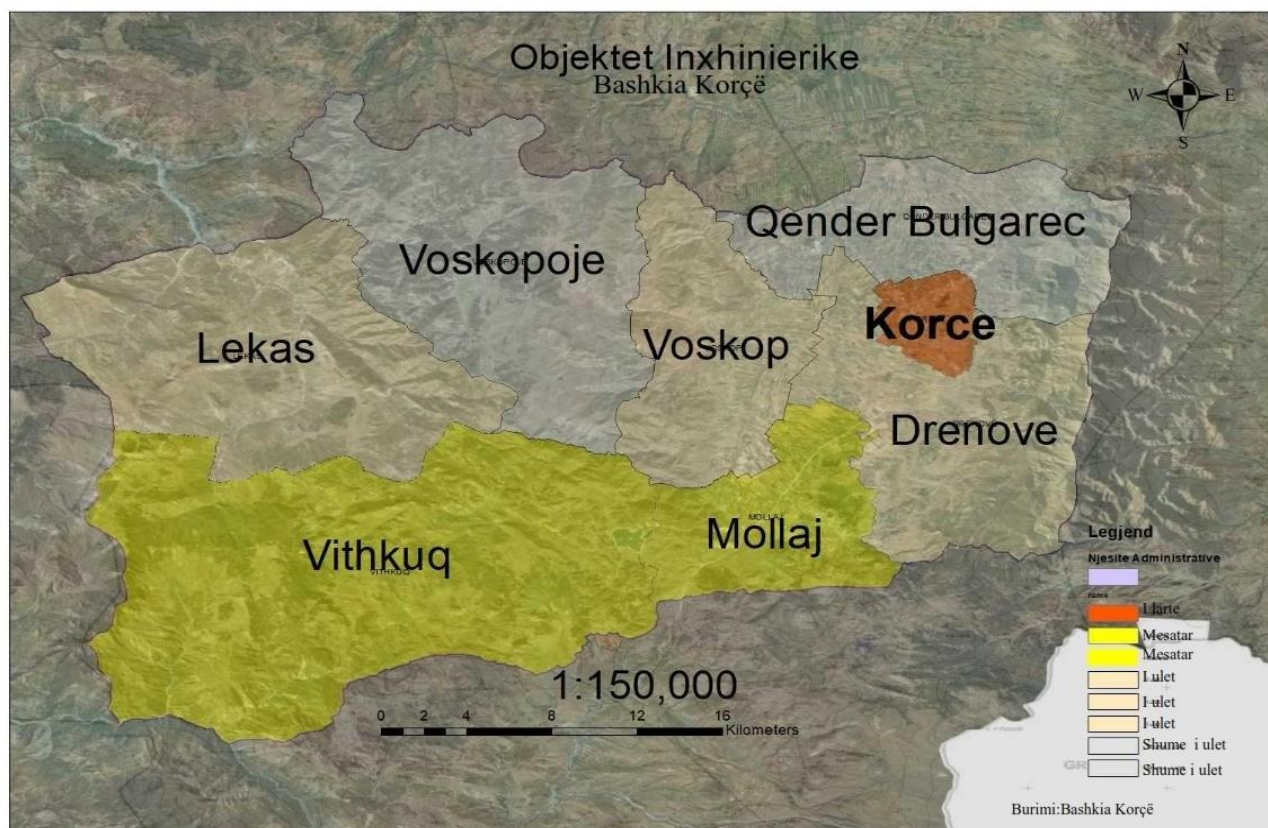 Objektet Inxhinierike
Bashkia Korçë
N
W
E
S
Qender Bulgarec
Voskopoje
Korce
Voskop
Lekas
Drenove
Mollaj
MOLLAJ
Vithkuq
VITHKUQ
1:150,000
0 2 4 8 12 16
Kilometers
Legjend
Njesite Administrative
I larte
Mesatar
Mesatar
I ulet
I ulet
I ulet
Shume i ulet
Shume i ulet
Burimi:Bashkia Korçë